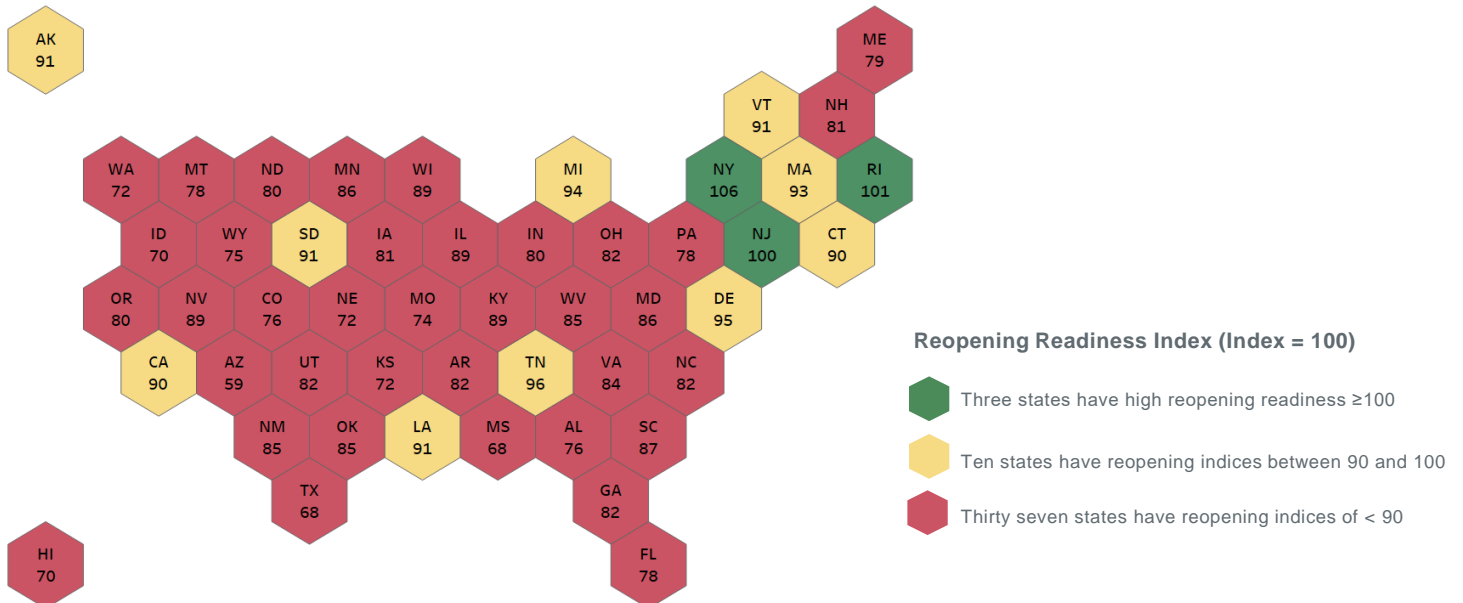 AK
91
ME
79
VT
91
NH
81
WA
72
MT
78
ND
80
MN
86
WI
89
MI
94
NY
106
MA
93
RI
101
ID
70
WY
75
SD
91
IA
81
IL
89
IN
80
OH
82
PA
78
NJ
100
CT
90
OR
80
NV
89
CO
76
NE
72
MO
74
KY
89
WV
85
MD
86
DE
95
CA
90
AZ
59
UT
82
KS
72
AR
82
TN
96
VA
84
NC
82
NM
85
OK
85
LA
91
MS
68
AL
76
SC
87
TX
68
GA
82
HI
70
FL
78
Reopening Readiness Index (Index = 100)
Three states have high reopening readiness ≥100
Ten states have reopening indices between 90 and 100
Thirty seven states have reopening indices of < 90